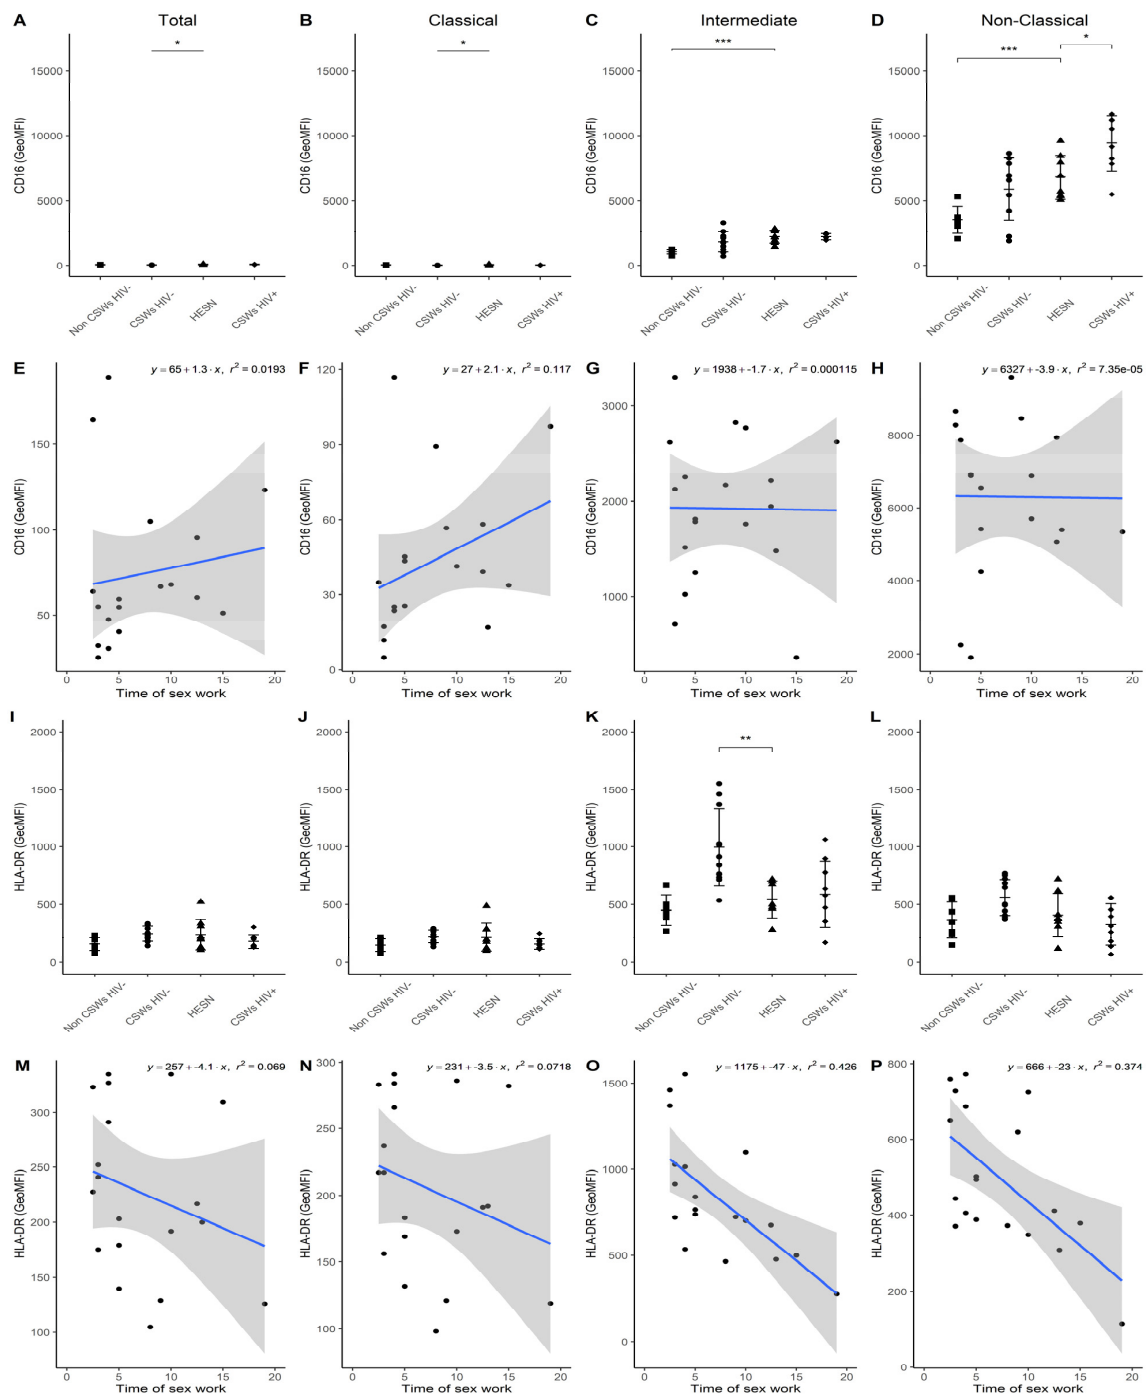 A Total
B Classical
C Intermediate
D Non-Classical
* * *** *** *
CD16 (GeoMFI) 15000 10000 5000 0
CD16 (GeoMFI) 15000 10000 5000 0
CD16 (GeoMFI) 15000 10000 5000 0
CD16 (GeoMFI) 15000 10000 5000 0
Non CSWs HIV- CSWs HIV- HESN CSWs HIV+
Non CSWs HIV- CSWs HIV- HESN CSWs HIV+
Non CSWs HIV- CSWs HIV- HESN CSWs HIV+
Non CSWs HIV- CSWs HIV- HESN CSWs HIV+
E y = 65 + 1.3 · x, r² = 0.0193
F y = 27 + 2.1 · x, r² = 0.117
G y = 1938 + -1.7 · x, r² = 0.000115
H y = 6327 + -3.9 · x, r² = 7.35e-05
CD16 (GeoMFI) 150 100 50
CD16 (GeoMFI) 120 90 60 30 0
CD16 (GeoMFI) 3000 2000 1000
CD16 (GeoMFI) 8000 6000 4000 2000
0 5 10 15 20
0 5 10 15 20
0 5 10 15 20
0 5 10 15 20
Time of sex work
Time of sex work
Time of sex work
Time of sex work
I J K L
**
HLA-DR (GeoMFI) 2000 1500 1000 500 0
HLA-DR (GeoMFI) 2000 1500 1000 500 0
HLA-DR (GeoMFI) 2000 1500 1000 500 0
HLA-DR (GeoMFI) 2000 1500 1000 500 0
Non CSWs HIV- CSWs HIV- HESN CSWs HIV+
Non CSWs HIV- CSWs HIV- HESN CSWs HIV+
Non CSWs HIV- CSWs HIV- HESN CSWs HIV+
Non CSWs HIV- CSWs HIV- HESN CSWs HIV+
M y = 257 + -4.1 · x, r² = 0.069
N y = 231 + -3.5 · x, r² = 0.0718
O y = 1175 + -47 · x, r² = 0.426
P y = 666 + -23 · x, r² = 0.374
HLA-DR (GeoMFI) 300 250 200 150 100
HLA-DR (GeoMFI) 300 250 200 150 100
HLA-DR (GeoMFI) 1500 1000 500 0
HLA-DR (GeoMFI) 800 600 400 200 0
0 5 10 15 20
0 5 10 15 20
0 5 10 15 20
0 5 10 15 20
Time of sex work
Time of sex work
Time of sex work
Time of sex work